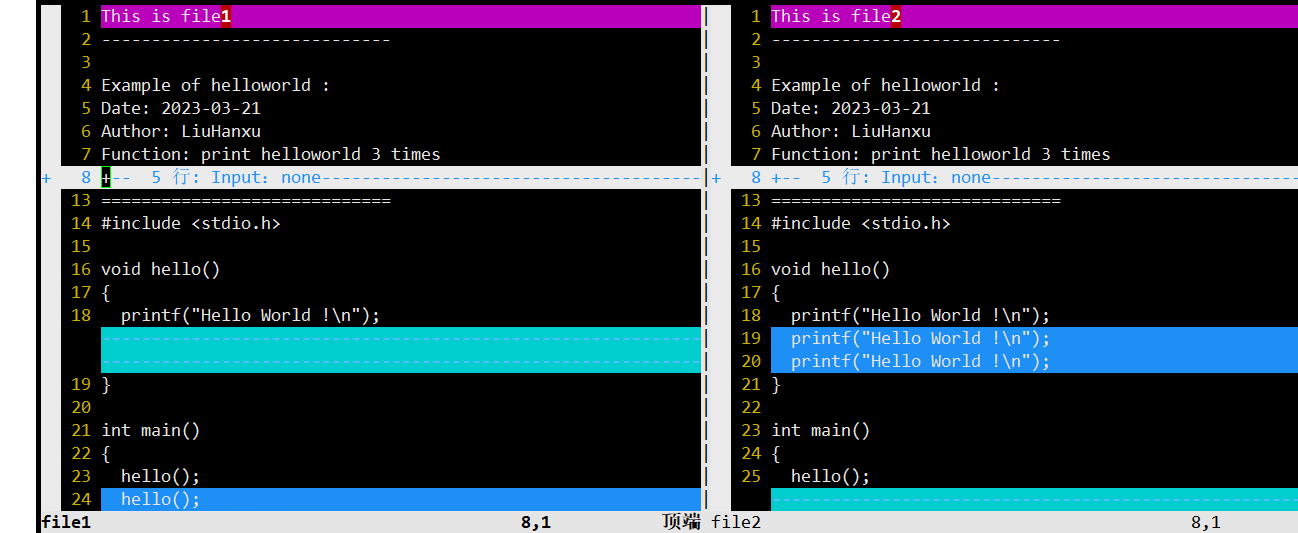 1 This is file1
2 -----------------------------
3
4 Example of helloworld :
5 Date: 2023-03-21
6 Author: LiuHanxu
7 Function: print helloworld 3 times
+ 8 +-- 5 行: Input: none--------------------------------------
13 =============================
14 #include <stdio.h>
15
16 void hello()
17 {
18   printf("Hello World !\n");
------------------------------------------------------------
------------------------------------------------------------
19 }
20
21 int main()
22 {
23   hello();
24   hello();
file1 8,1 顶端
1 This is file2
2 -----------------------------
3
4 Example of helloworld :
5 Date: 2023-03-21
6 Author: LiuHanxu
7 Function: print helloworld 3 times
+ 8 +-- 5 行: Input: none-------------------------------
13 =============================
14 #include <stdio.h>
15
16 void hello()
17 {
18   printf("Hello World !\n");
19   printf("Hello World !\n");
20   printf("Hello World !\n");
21 }
22
23 int main()
24 {
25   hello();
-----------------------------------------------------
file2 8,1